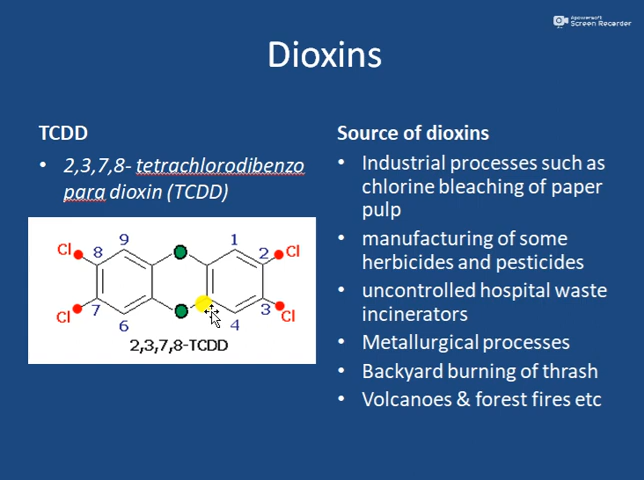 Apowersoft
Screen Recorder
Dioxins
TCDD
• 2,3,7,8- tetrachlorodibenzo
para dioxin (TCDD)
Cl 8 9 1 2 Cl
Cl 7 6 4 3 Cl
2,3,7,8-TCDD
Source of dioxins
• Industrial processes such as
chlorine bleaching of paper
pulp
• manufacturing of some
herbicides and pesticides
• uncontrolled hospital waste
incinerators
• Metallurgical processes
• Backyard burning of thrash
• Volcanoes & forest fires etc